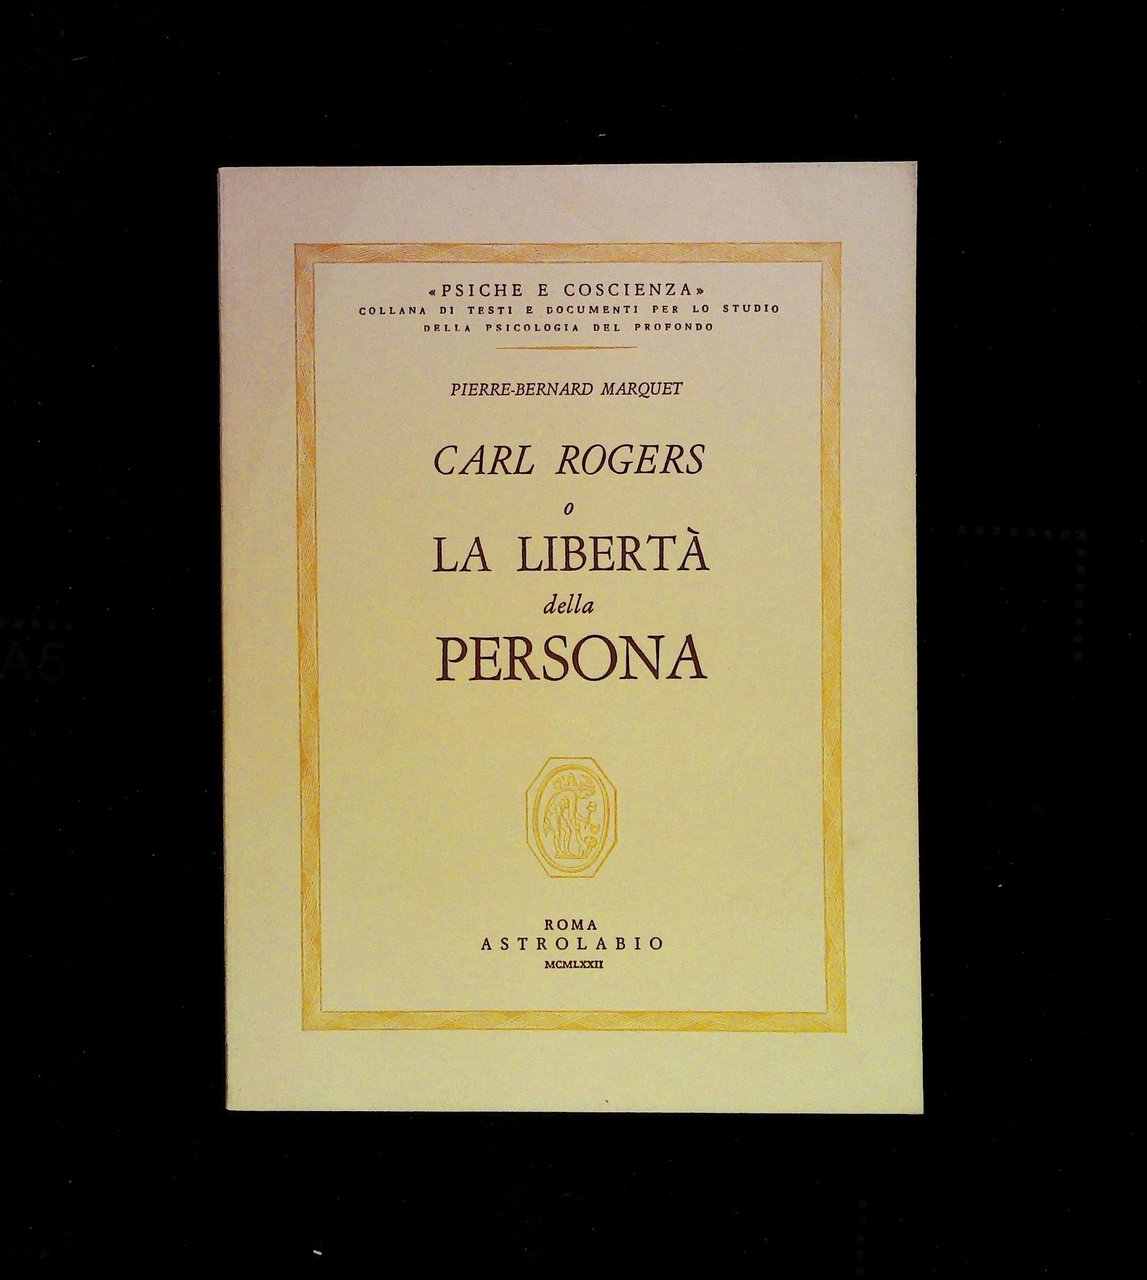 «PSICHE E COSCIENZA»
COLLANA DI TESTI E DOCUMENTI PER LO STUDIO
DELLA PSICOLOGIA DEL PROFONDO
PIERRE-BERNARD MARQUET
CARL ROGERS
o
LA LIBERTÀ
della
PERSONA
ROMA
ASTROLABIO
MCMLXXII
A5